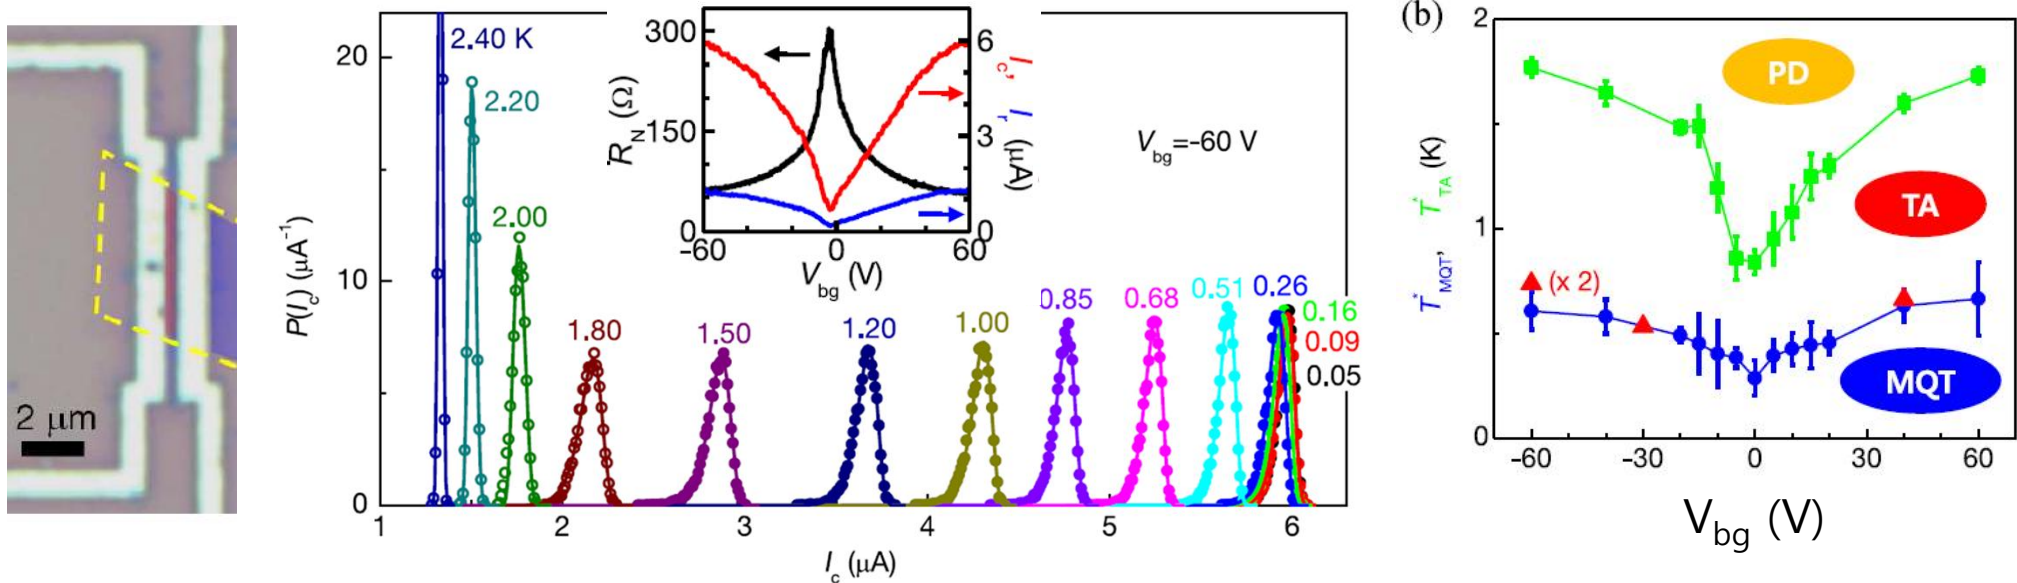 2 μm
P(I_c) (μA⁻¹)
20
10
0
1
2
3
4
5
6
I_c (μA)
2.40 K
2.20
2.00
1.80
1.50
1.20
1.00
0.85
0.68
0.51
0.26
0.16
0.09
0.05
V_bg=-60 V
R_N (Ω)
300
150
0
-60
0
60
V_bg (V)
6
3
0
I_c, I_r (μA)
(b)
T*_MQT, T*_TA (K)
2
1
0
PD
TA
MQT
(x 2)
-60
-30
0
30
60
V_bg (V)